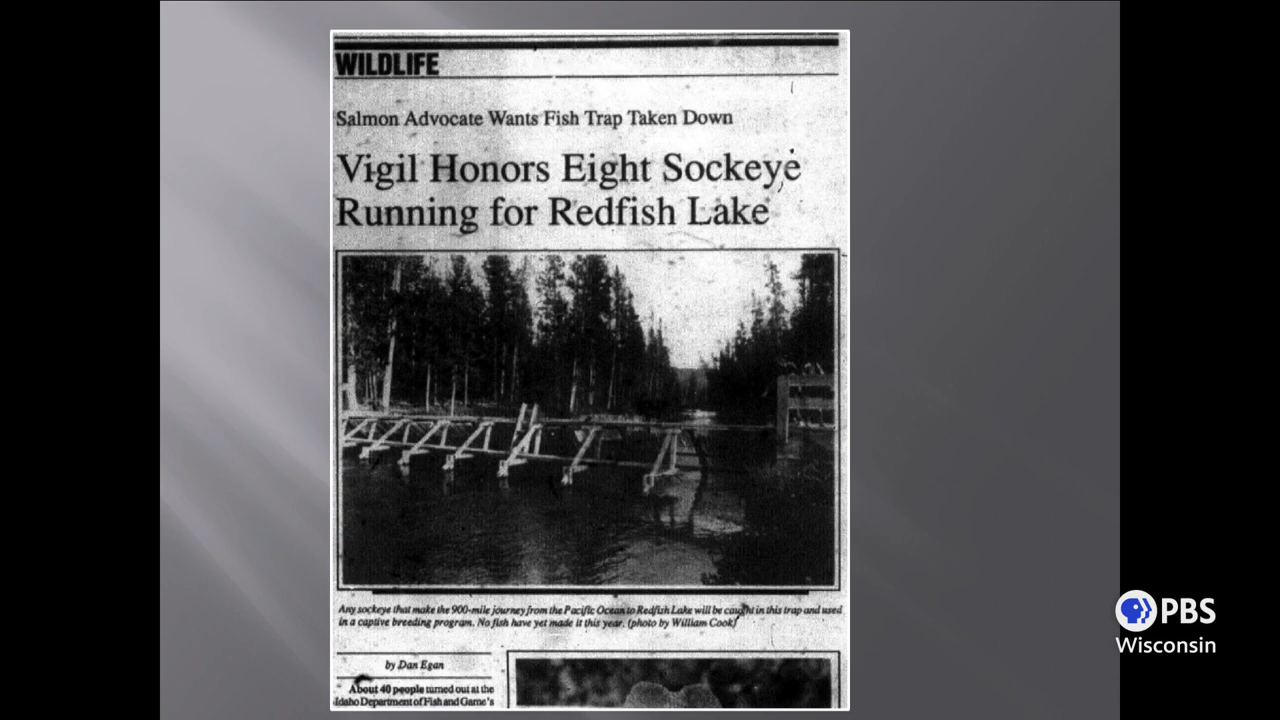 WILDLIFE
Salmon Advocate Wants Fish Trap Taken Down
Vigil Honors Eight Sockeye
Running for Redfish Lake
Any sockeye that make the 900-mile journey from the Pacific Ocean to Redfish Lake will be caught in this trap and used
in a captive breeding program. No fish have yet made it this year. (photo by William Cook)
by Dan Egan
About 40 people turned out at the
Idaho Department of Fish and Game's
PBS
Wisconsin